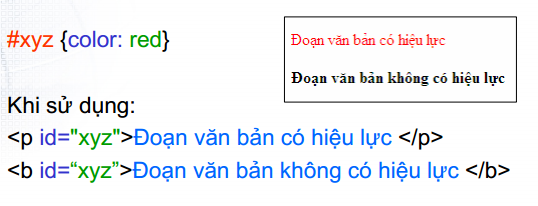 #xyz {color: red}
Đoạn văn bản có hiệu lực
Đoạn văn bản không có hiệu lực
Khi sử dụng:
<p id="xyz">Đoạn văn bản có hiệu lực </p>
<b id=“xyz”>Đoạn văn bản không có hiệu lực </b>